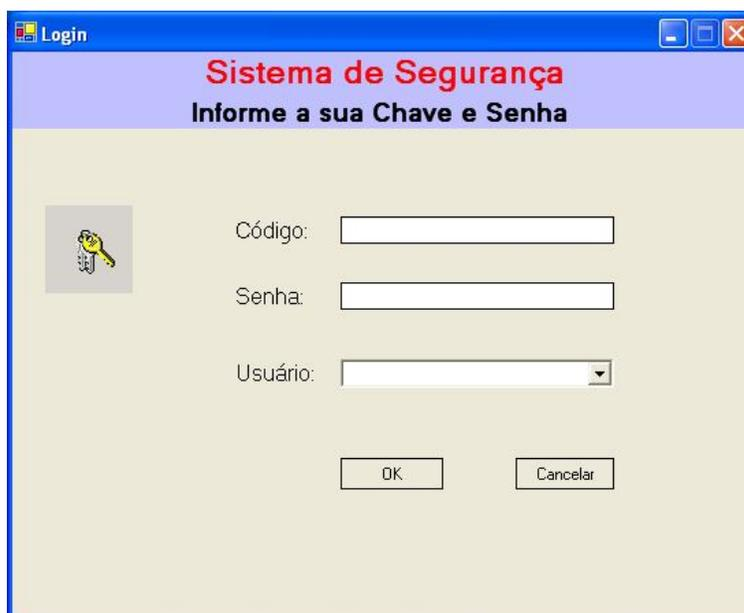 Login
Sistema de Segurança
Informe a sua Chave e Senha
Código:
Senha:
Usuário:
OK Cancelar